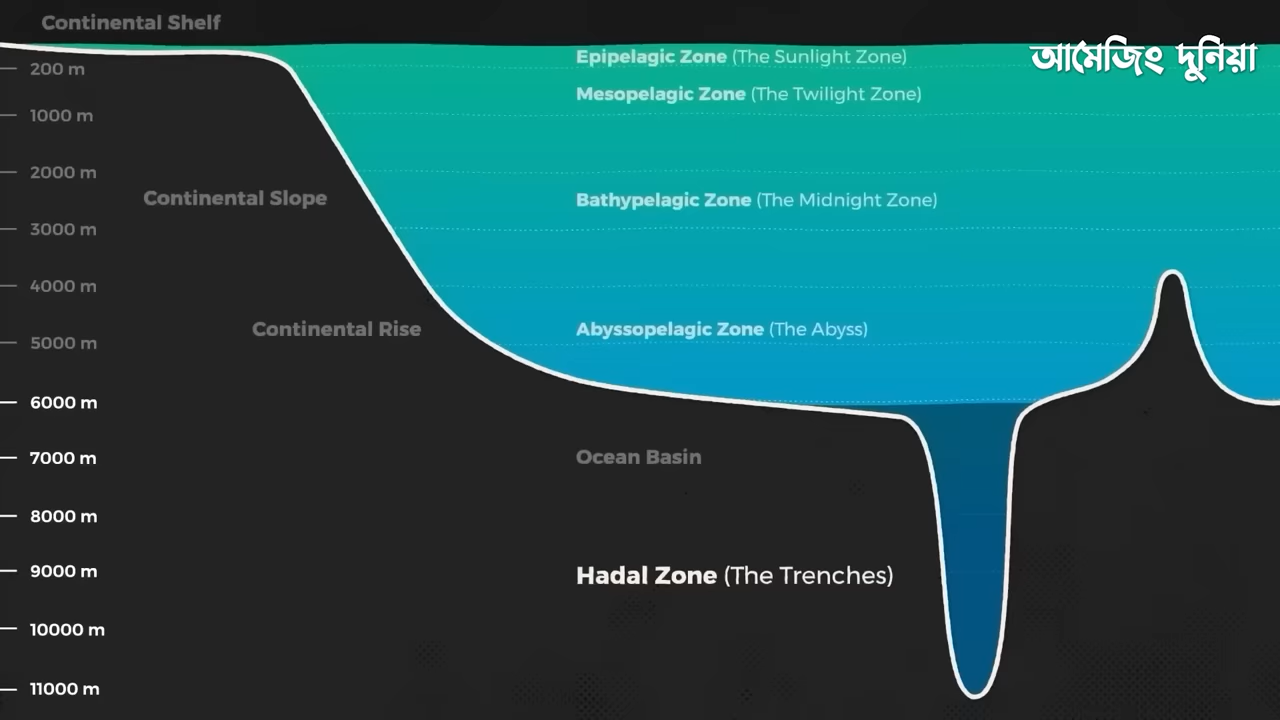 Continental Shelf
Epipelagic Zone (The Sunlight Zone)
আমেজিং দুনিয়া
200 m
Mesopelagic Zone (The Twilight Zone)
1000 m
2000 m
Continental Slope
Bathypelagic Zone (The Midnight Zone)
3000 m
4000 m
Continental Rise
Abyssopelagic Zone (The Abyss)
5000 m
6000 m
Ocean Basin
7000 m
8000 m
9000 m
Hadal Zone (The Trenches)
10000 m
11000 m